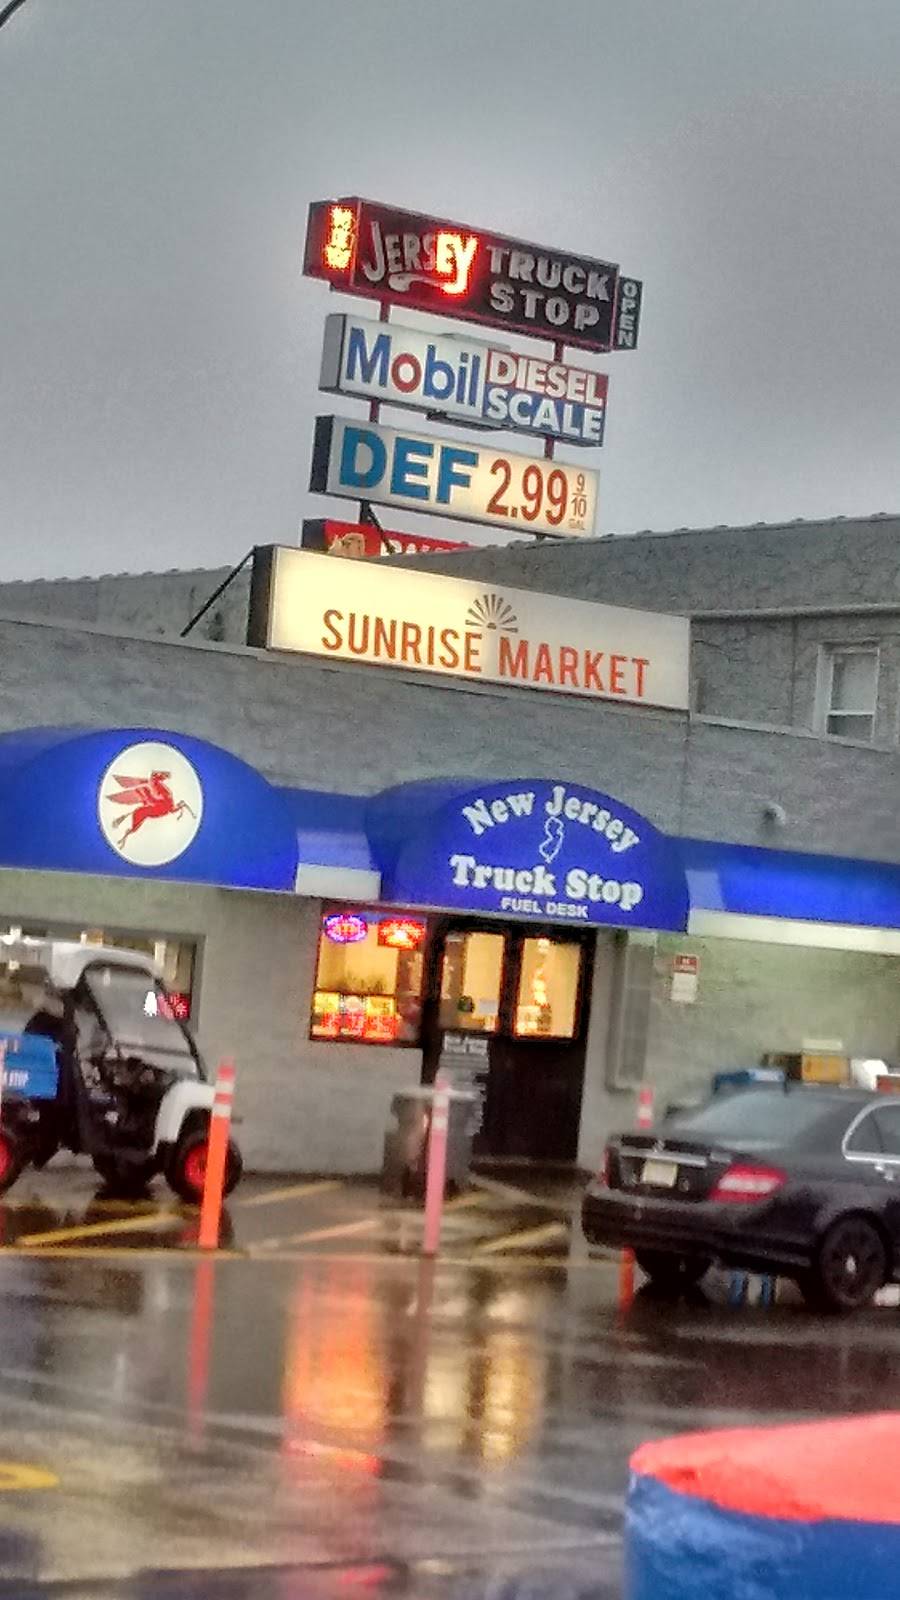 NEW
JERSEY TRUCK STOP
OPEN
Mobil DIESEL SCALE
DEF 2.99 9/10 GAL
SUNRISE MARKET
New Jersey
Truck Stop
FUEL DESK